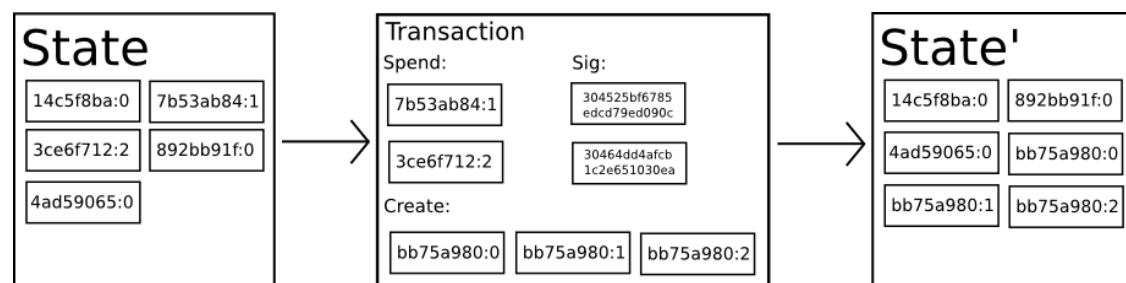 State
14c5f8ba:0 7b53ab84:1
3ce6f712:2 892bb91f:0
4ad59065:0
Transaction
Spend: Sig:
7b53ab84:1 304525bf6785
edcd79ed090c
3ce6f712:2 30464dd4afcb
1c2e651030ea
Create:
bb75a980:0 bb75a980:1 bb75a980:2
State'
14c5f8ba:0 892bb91f:0
4ad59065:0 bb75a980:0
bb75a980:1 bb75a980:2